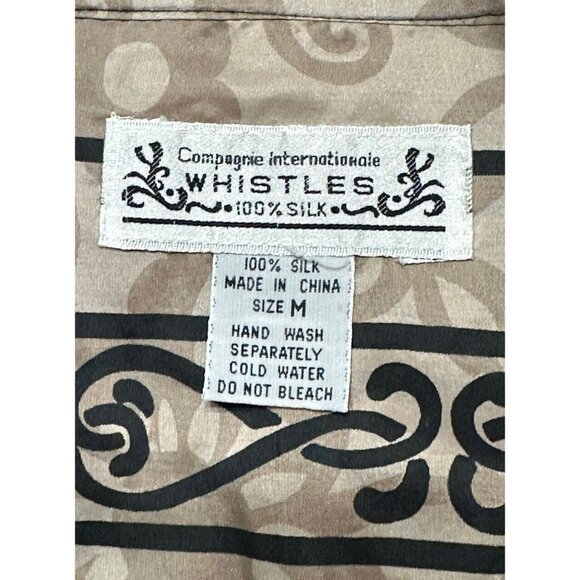 Compagnie Internationale
WHISTLES
• 100% SILK •
100% SILK
MADE IN CHINA
SIZE M
HAND WASH
SEPARATELY
COLD WATER
DO NOT BLEACH